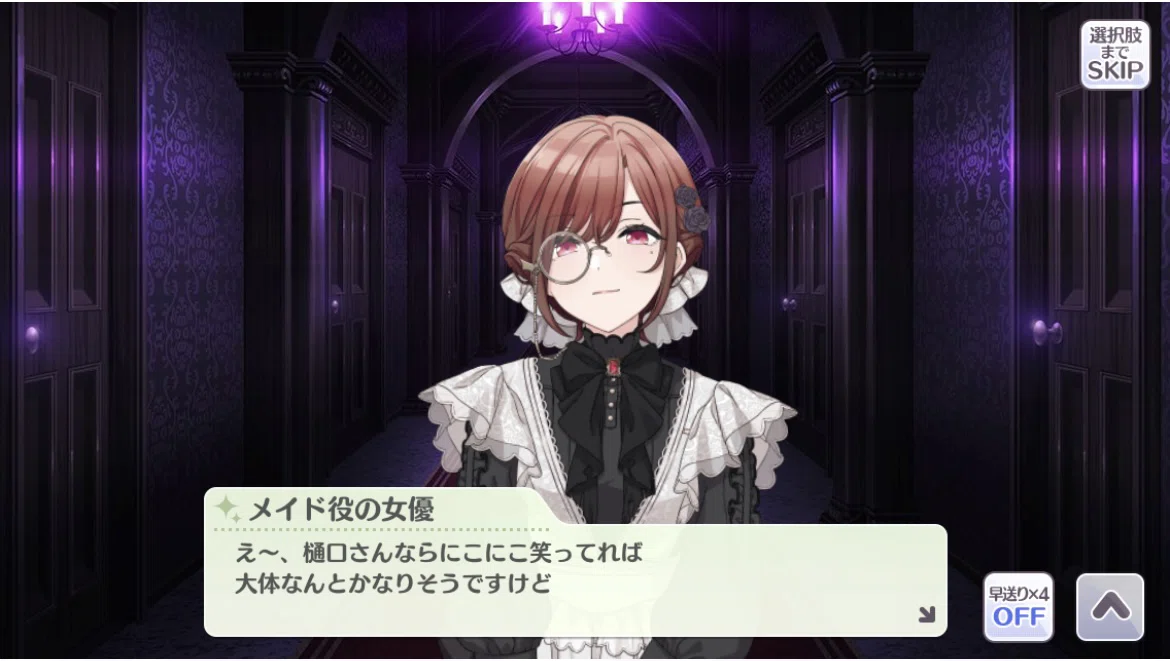 選択肢
まで
SKIP
メイド役の女優
え〜、樋口さんならにこにこ笑ってれば
大体なんとかなりそうですけど
早送り×4
OFF